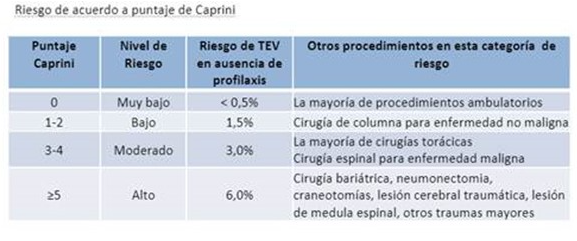 Riesgo de acuerdo a puntaje de Caprini
Puntaje Caprini
Nivel de Riesgo
Riesgo de TEV en ausencia de profilaxis
Otros procedimientos en esta categoría de riesgo
0 Muy bajo < 0,5% La mayoría de procedimientos ambulatorios
1-2 Bajo 1,5% Cirugía de columna para enfermedad no maligna
3-4 Moderado 3,0% La mayoría de cirugías torácicas
Cirugía espinal para enfermedad maligna
≥5 Alto 6,0% Cirugía bariátrica, neumonectomia,
craneotomías, lesión cerebral traumática, lesión
de medula espinal, otros traumas mayores